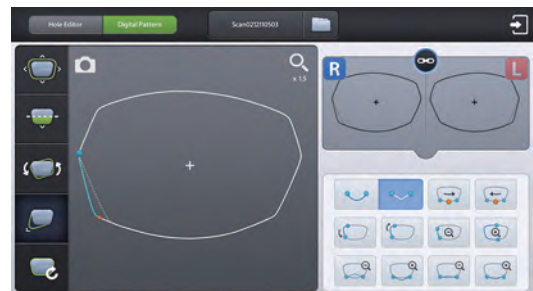 Hole Editor
Digital Pattern
Scan0212110503
x 1.5
R
L